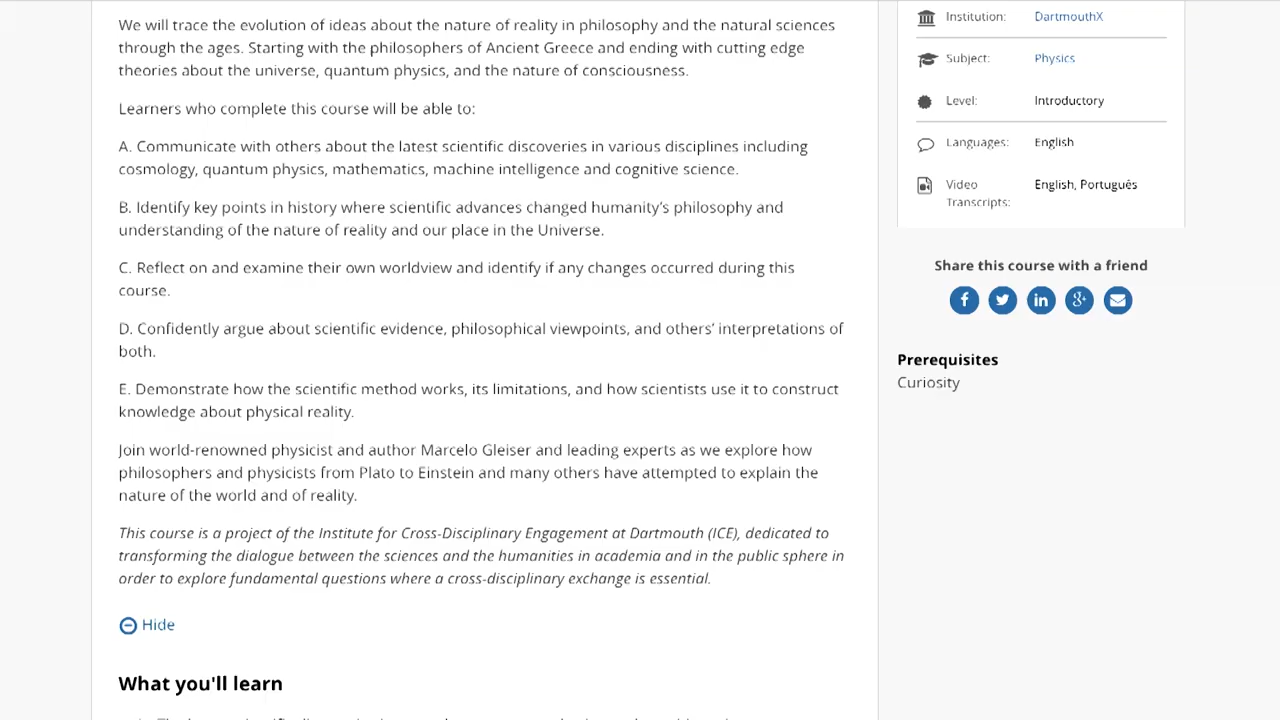 We will trace the evolution of ideas about the nature of reality in philosophy and the natural sciences
through the ages. Starting with the philosophers of Ancient Greece and ending with cutting edge
theories about the universe, quantum physics, and the nature of consciousness.
Learners who complete this course will be able to:
A. Communicate with others about the latest scientific discoveries in various disciplines including
cosmology, quantum physics, mathematics, machine intelligence and cognitive science.
B. Identify key points in history where scientific advances changed humanity’s philosophy and
understanding of the nature of reality and our place in the Universe.
C. Reflect on and examine their own worldview and identify if any changes occurred during this
course.
D. Confidently argue about scientific evidence, philosophical viewpoints, and others’ interpretations of
both.
E. Demonstrate how the scientific method works, its limitations, and how scientists use it to construct
knowledge about physical reality.
Join world-renowned physicist and author Marcelo Gleiser and leading experts as we explore how
philosophers and physicists from Plato to Einstein and many others have attempted to explain the
nature of the world and of reality.
This course is a project of the Institute for Cross-Disciplinary Engagement at Dartmouth (ICE), dedicated to
transforming the dialogue between the sciences and the humanities in academia and in the public sphere in
order to explore fundamental questions where a cross-disciplinary exchange is essential.
Hide
What you'll learn
Institution: DartmouthX
Subject: Physics
Level: Introductory
Languages: English
Video English, Português
Transcripts:
Share this course with a friend
Prerequisites
Curiosity